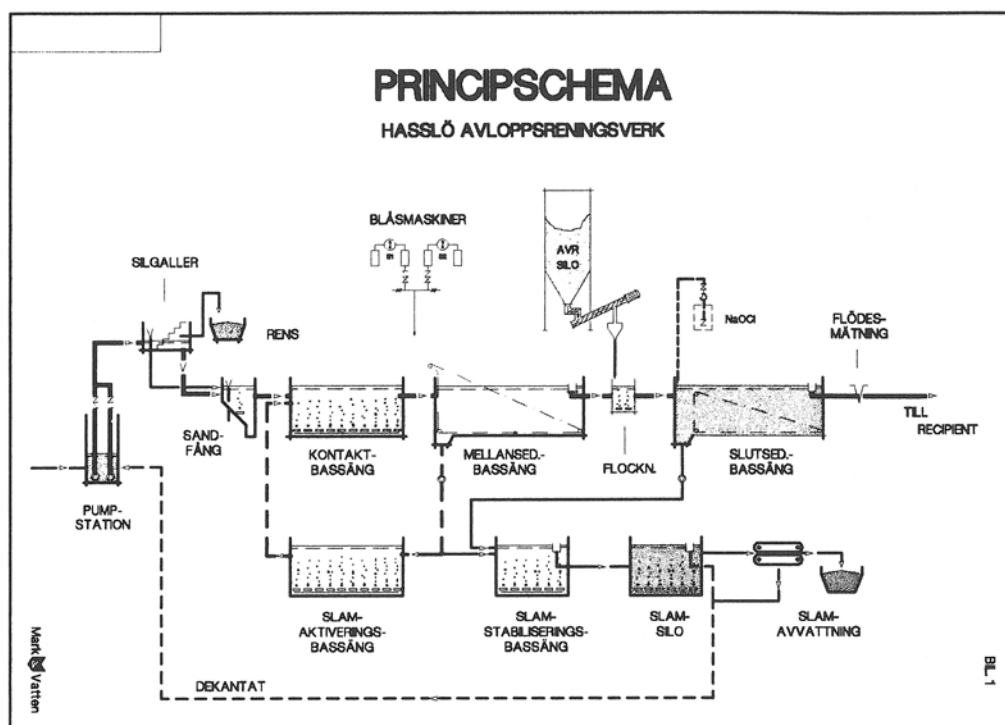 PRINCIPSCHEMA
HASSLÖ AVLOPPSRENINGSVERK
BLÅSMASKINER
AVR
SILO
SILGALLER
RENS
NaOCl
FLÖDES-
MÄTNING
SAND-
FÅNG
KONTAKT-
BASSÄNG
MELLANSED.-
BASSÄNG
FLOCKN.
SLUTSED.-
BASSÄNG
TILL
RECIPIENT
PUMP-
STATION
SLAM-
AKTIVERINGS-
BASSÄNG
SLAM-
STABILISERINGS-
BASSÄNG
SLAM-
SILO
SLAM-
AVVATTNING
DEKANTAT
Mark Vatten
BIL 1